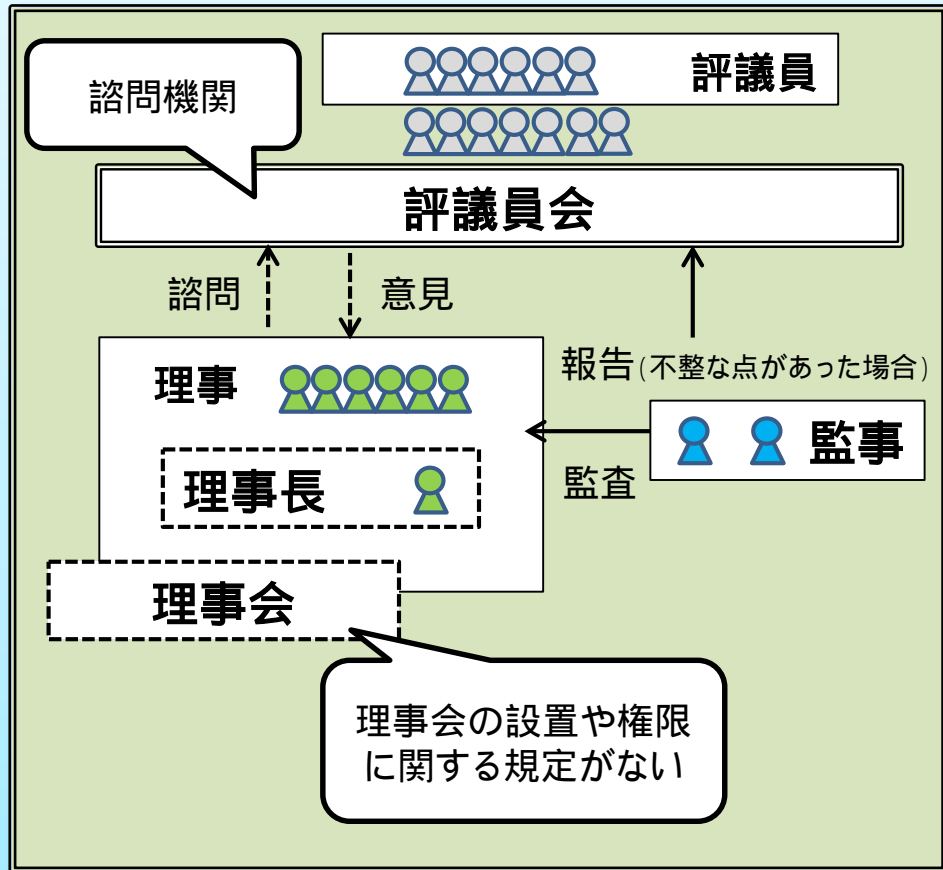 諮問機関
評議員
評議員会
諮問
意見
報告(不整な点があった場合)
理事
監事
監査
理事長
理事会
理事会の設置や権限
に関する規定がない